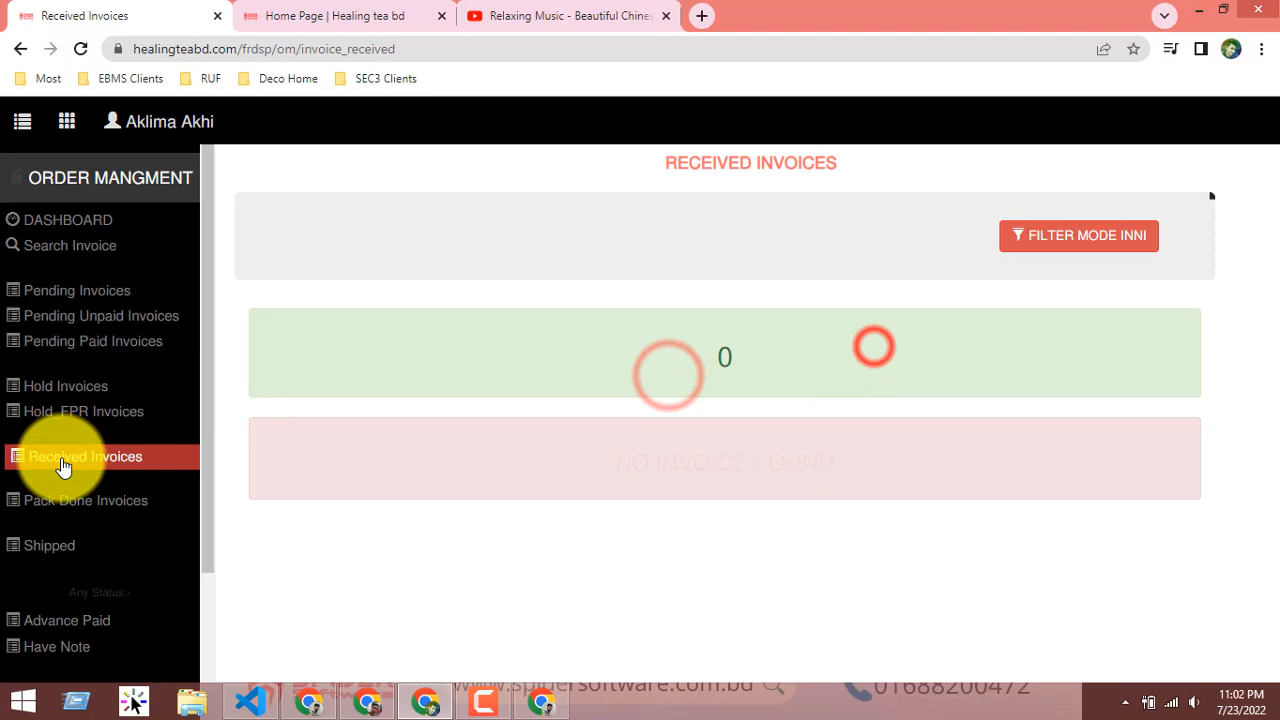 Received Invoices
Home Page | Healing tea bd
Relaxing Music - Beautiful Chines
healingteabd.com/frdsp/om/invoice_received
Most
EBMS Clients
RUF
Deco Home
SEC3 Clients
Aklima Akhi
ORDER MANGMENT
RECEIVED INVOICES
DASHBOARD
Search Invoice
FILTER MODE INNI
Pending Invoices
Pending Unpaid Invoices
Pending Paid Invoices
0
Hold Invoices
Hold_EPR Invoices
Received Invoices
NO INVOICE FOUND
Pack Done Invoices
Shipped
Any Status:-
Advance Paid
Have Note
www.spidersoftware.com.bd
01688200472
11:02 PM
7/23/2022